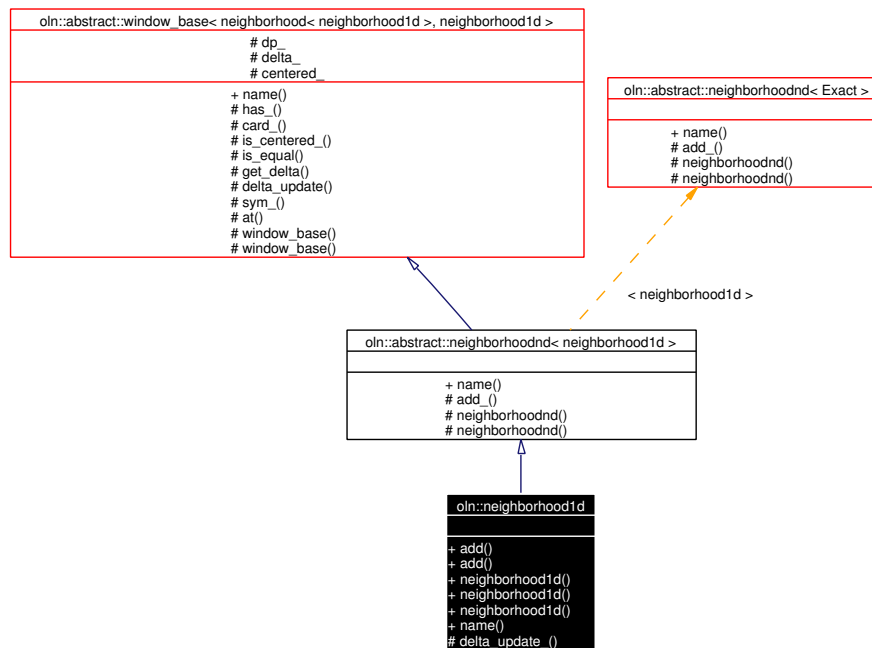 oln::abstract::window_base< neighborhood< neighborhood1d >, neighborhood1d >
# dp_
# delta_
# centered_
+ name()
# has_()
# card_()
# is_centered_()
# is_equal()
# get_delta()
# delta_update()
# sym_()
# at()
# window_base()
# window_base()
oln::abstract::neighborhoodnd< Exact >
+ name()
# add_()
# neighborhoodnd()
# neighborhoodnd()
< neighborhood1d >
oln::abstract::neighborhoodnd< neighborhood1d >
+ name()
# add_()
# neighborhoodnd()
# neighborhoodnd()
oln::neighborhood1d
+ add()
+ add()
+ neighborhood1d()
+ neighborhood1d()
+ neighborhood1d()
+ name()
# delta_update_()